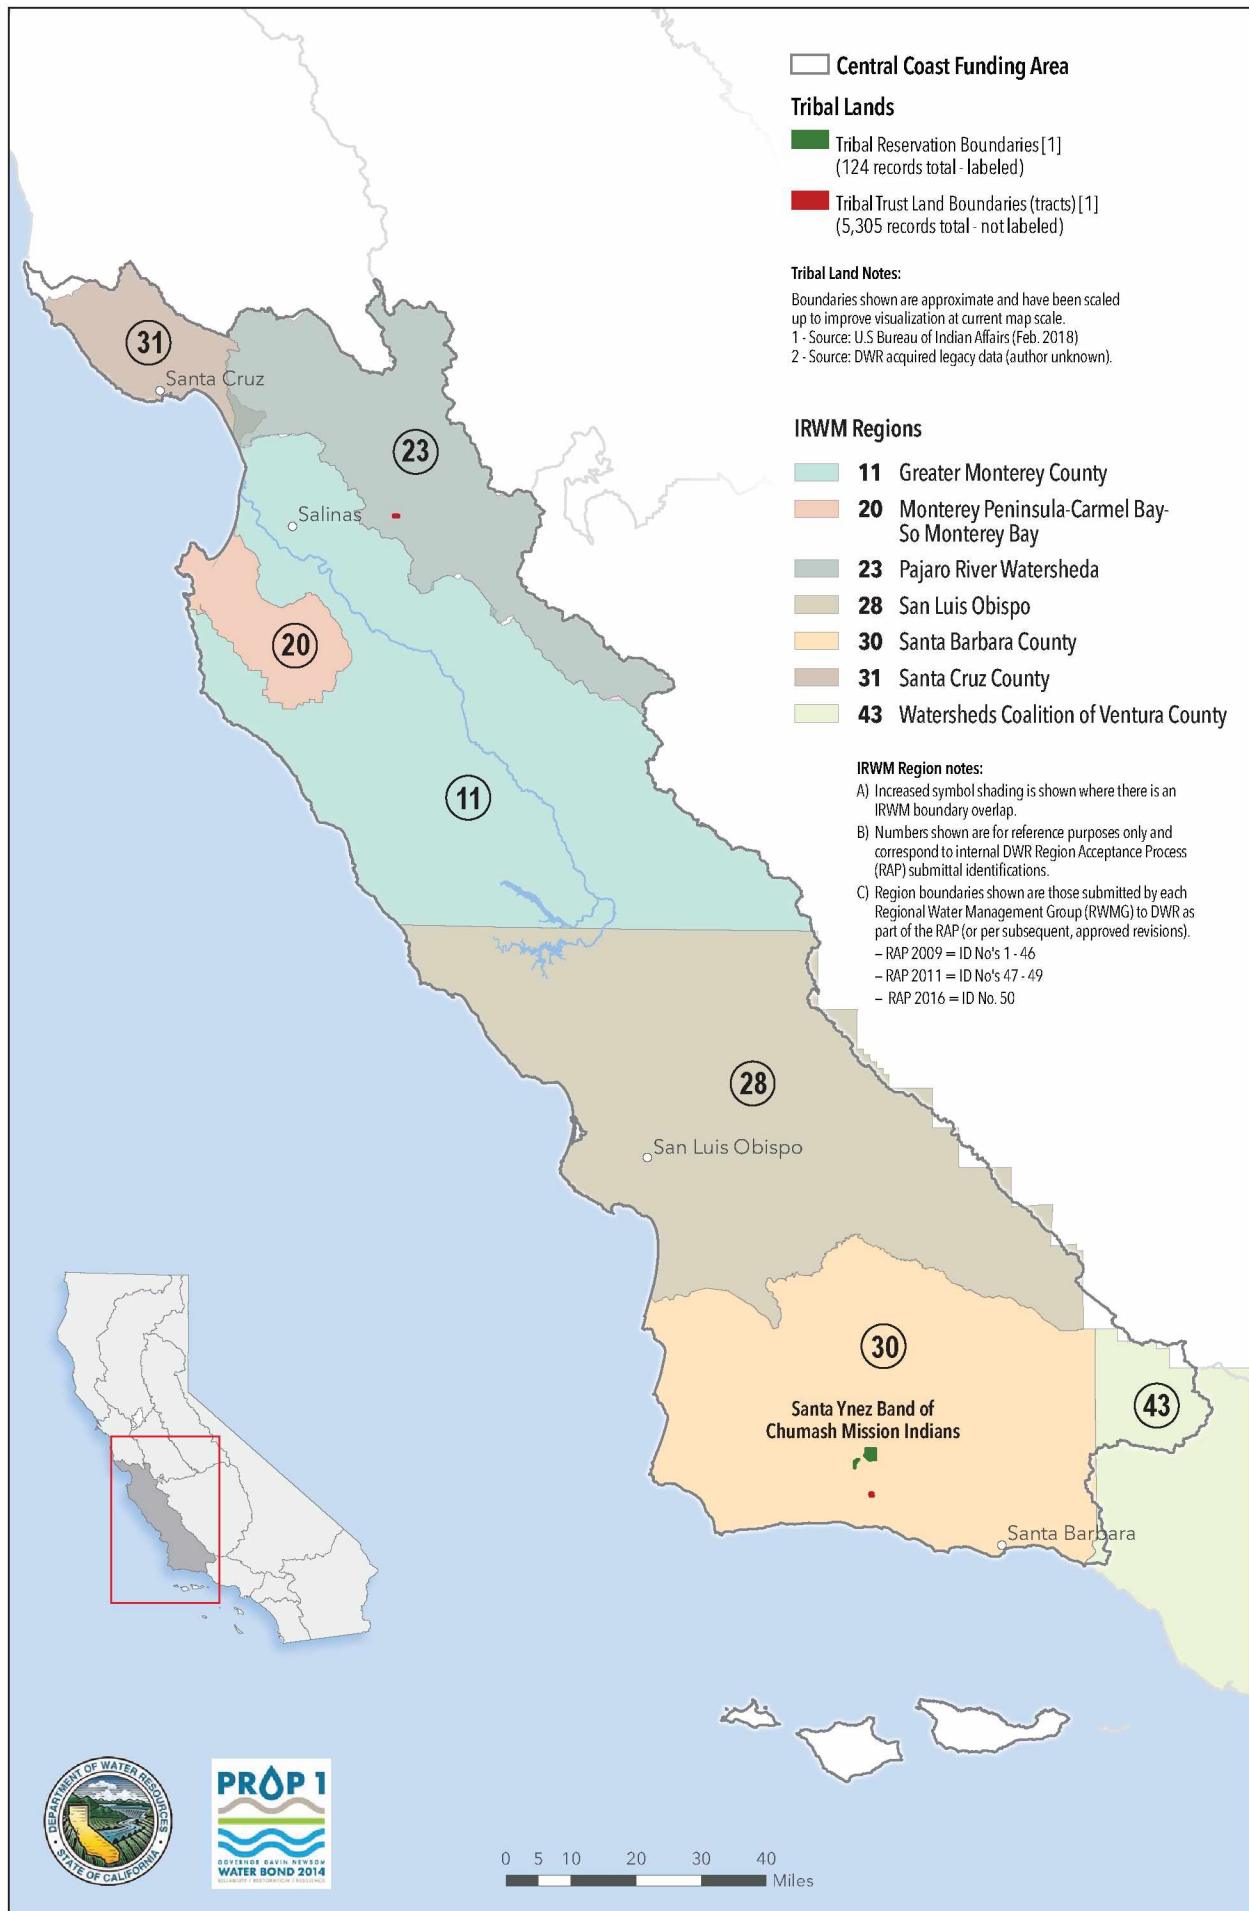 Central Coast Funding Area
Tribal Lands
Tribal Reservation Boundaries [1]
(124 records total - labeled)
Tribal Trust Land Boundaries (tracts) [1]
(5,305 records total - not labeled)
Tribal Land Notes:
Boundaries shown are approximate and have been scaled
up to improve visualization at current map scale.
1 - Source: U.S Bureau of Indian Affairs (Feb. 2018)
2 - Source: DWR acquired legacy data (author unknown).
IRWM Regions
11 Greater Monterey County
20 Monterey Peninsula-Carmel Bay-
So Monterey Bay
23 Pajaro River Watersheda
28 San Luis Obispo
30 Santa Barbara County
31 Santa Cruz County
43 Watersheds Coalition of Ventura County
IRWM Region notes:
A) Increased symbol shading is shown where there is an
IRWM boundary overlap.
B) Numbers shown are for reference purposes only and
correspond to internal DWR Region Acceptance Process
(RAP) submittal identifications.
C) Region boundaries shown are those submitted by each
Regional Water Management Group (RWMG) to DWR as
part of the RAP (or per subsequent, approved revisions).
– RAP 2009 = ID No's 1 - 46
– RAP 2011 = ID No's 47 - 49
– RAP 2016 = ID No. 50
31
Santa Cruz
23
Salinas
20
11
28
San Luis Obispo
30
Santa Ynez Band of
Chumash Mission Indians
43
Santa Barbara
DEPARTMENT OF WATER RESOURCES
STATE OF CALIFORNIA
PROP 1
GOVERNOR GAVIN NEWSOM
WATER BOND 2014
RELIABILITY / RESTORATION / RESILIENCE
0 5 10 20 30 40
Miles